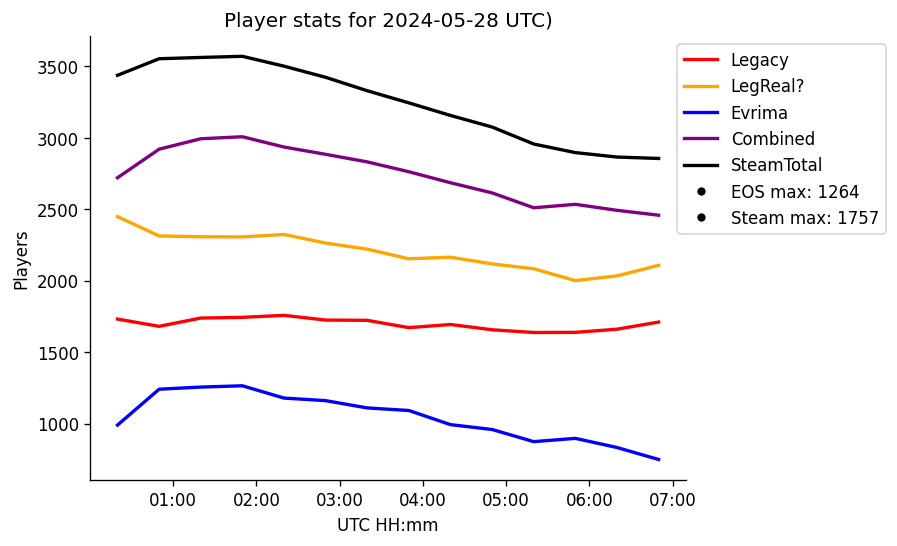 Player stats for 2024-05-28 UTC)
Legacy
LegReal?
Evrima
Combined
SteamTotal
EOS max: 1264
Steam max: 1757
3500
3000
2500
2000
1500
1000
Players
01:00 02:00 03:00 04:00 05:00 06:00 07:00
UTC HH:mm